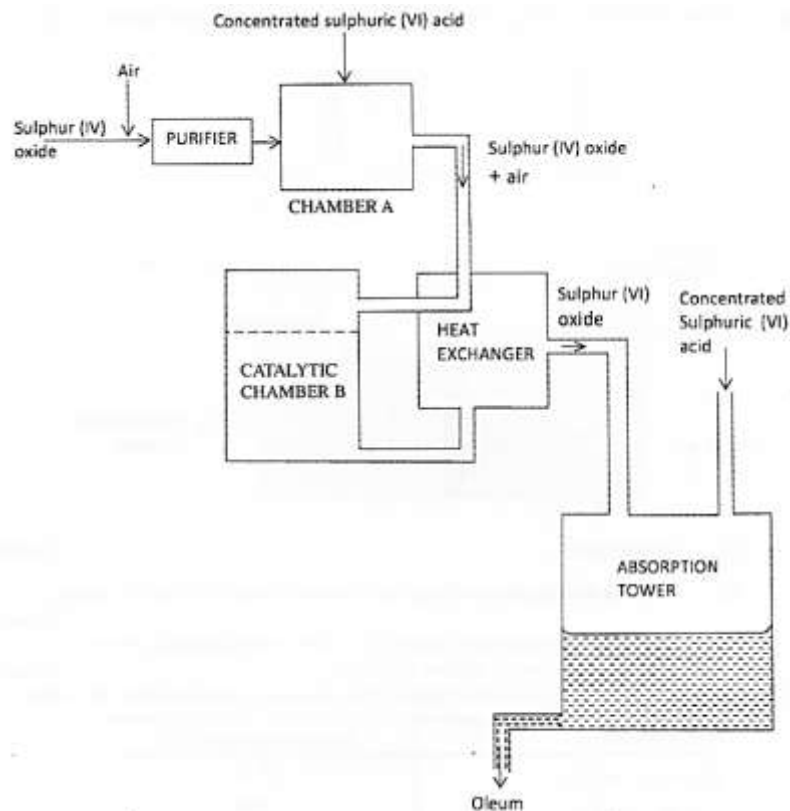 Concentrated sulphuric (VI) acid
Air
Sulphur (IV)
oxide
PURIFIER
Sulphur (IV) oxide
+ air
CHAMBER A
Sulphur (VI)
oxide
Concentrated
Sulphuric (VI)
acid
HEAT
EXCHANGER
CATALYTIC
CHAMBER B
ABSORPTION
TOWER
Oleum